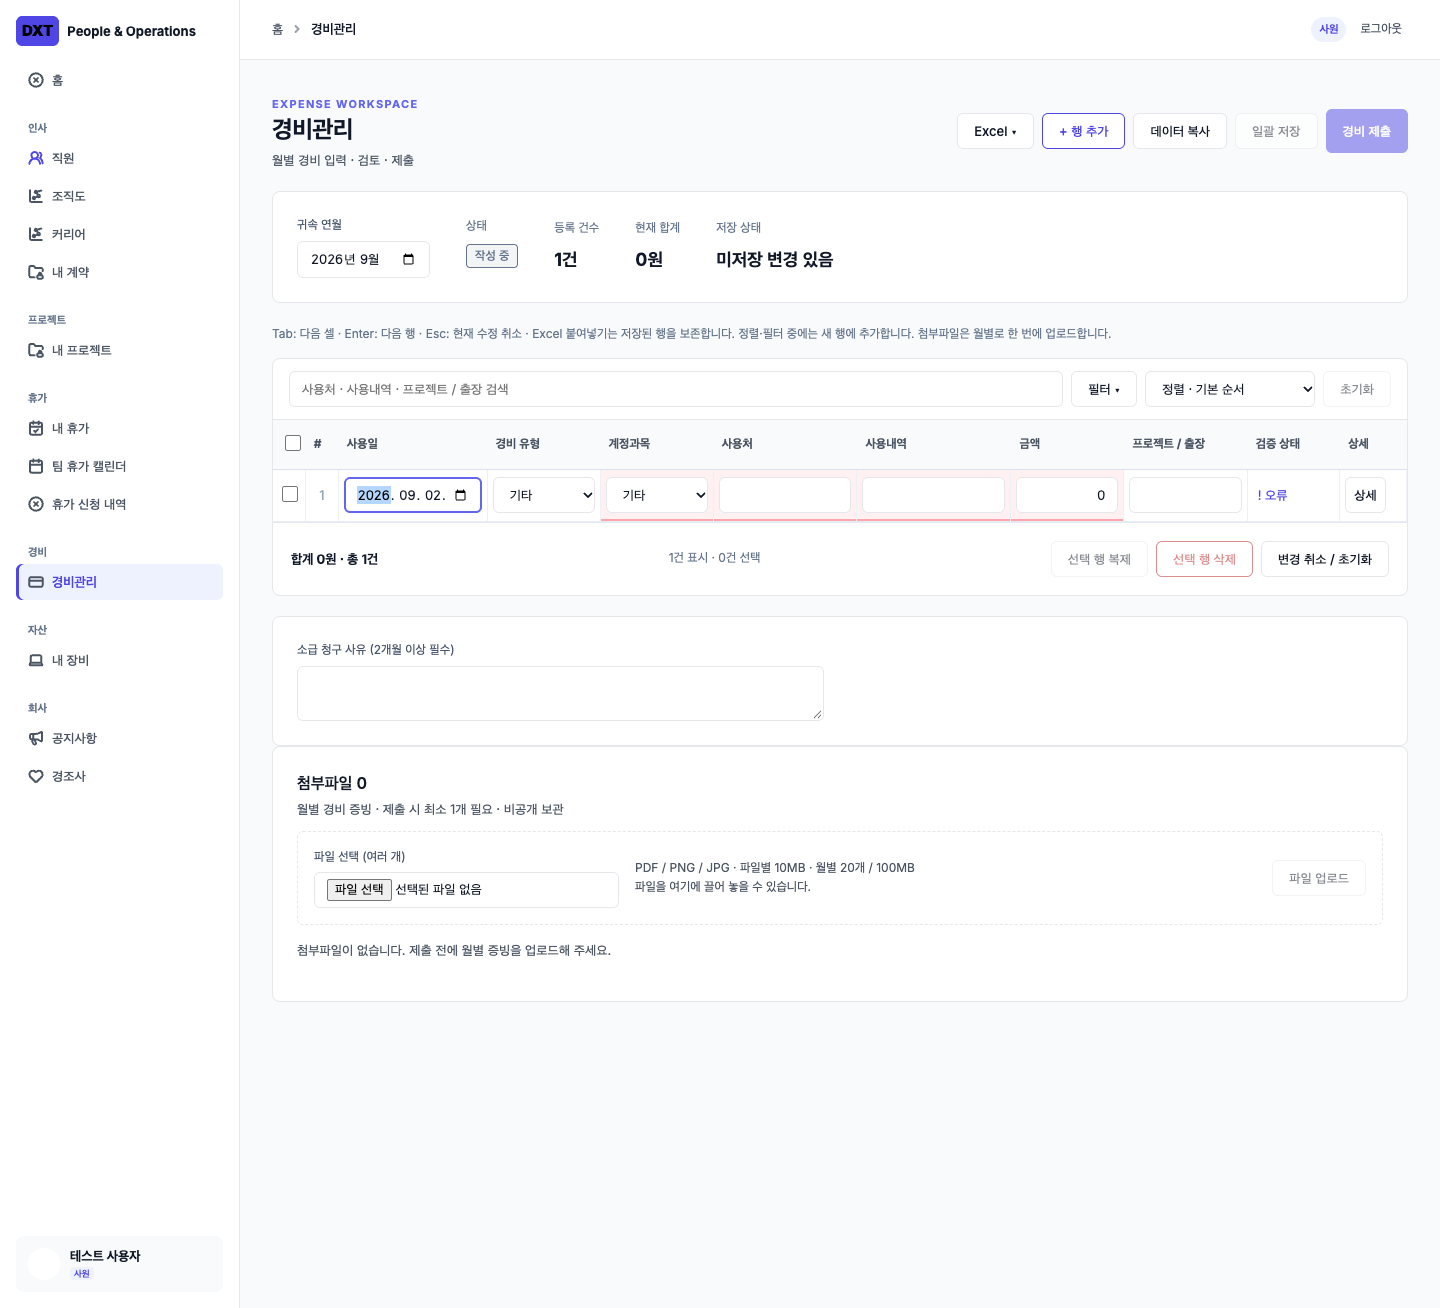 DXT People & Operations
홈
인사
직원
조직도
커리어
내 계약
프로젝트
내 프로젝트
휴가
내 휴가
팀 휴가 캘린더
휴가 신청 내역
경비
경비관리
자산
내 장비
회사
공지사항
경조사
테스트 사용자
사원
홈 > 경비관리
사원 로그아웃
EXPENSE WORKSPACE
경비관리
월별 경비 입력 · 검토 · 제출
Excel ▾ + 행 추가 데이터 복사 일괄 저장 경비 제출
귀속 연월 상태 등록 건수 현재 합계 저장 상태
2026년 9월 작성 중 1건 0원 미저장 변경 있음
Tab: 다음 셀 · Enter: 다음 행 · Esc: 현재 수정 취소 · Excel 붙여넣기는 저장된 행을 보존합니다. 정렬·필터 중에는 새 행에 추가합니다. 첨부파일은 월별로 한 번에 업로드합니다.
사용처 · 사용내역 · 프로젝트 / 출장 검색 필터 ▾ 정렬 · 기본 순서 초기화
# 사용일 경비 유형 계정과목 사용처 사용내역 금액 프로젝트 / 출장 검증 상태 상세
1 2026. 09. 02. 기타 기타 0 ! 오류 상세
합계 0원 · 총 1건 1건 표시 · 0건 선택 선택 행 복제 선택 행 삭제 변경 취소 / 초기화
소급 청구 사유 (2개월 이상 필수)
첨부파일 0
월별 경비 증빙 · 제출 시 최소 1개 필요 · 비공개 보관
파일 선택 (여러 개)
파일 선택 선택된 파일 없음
PDF / PNG / JPG · 파일별 10MB · 월별 20개 / 100MB
파일을 여기에 끌어 놓을 수 있습니다.
파일 업로드
첨부파일이 없습니다. 제출 전에 월별 증빙을 업로드해 주세요.